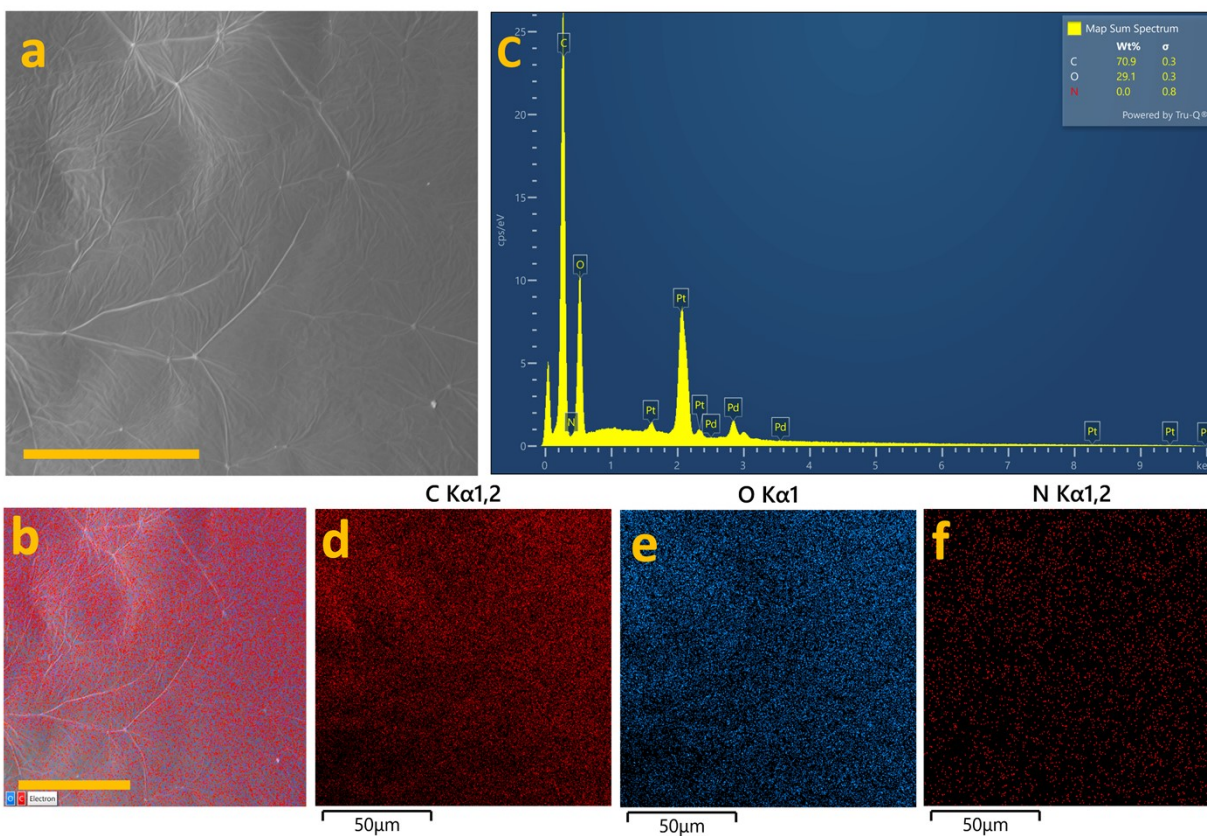 a
C
Map Sum Spectrum
Wt% σ
C 70.9 0.3
O 29.1 0.3
N 0.0 0.8
Powered by Tru-Q®
25
20
15
10
5
0
cps/eV
C
O
N
Pt
Pt
Pt
Pd
Pd
Pd
Pt
Pt
P
0 1 2 3 4 5 6 7 8 9 ke
C Kα1,2
O Kα1
N Kα1,2
b
d
e
f
O C Electron
50μm
50μm
50μm